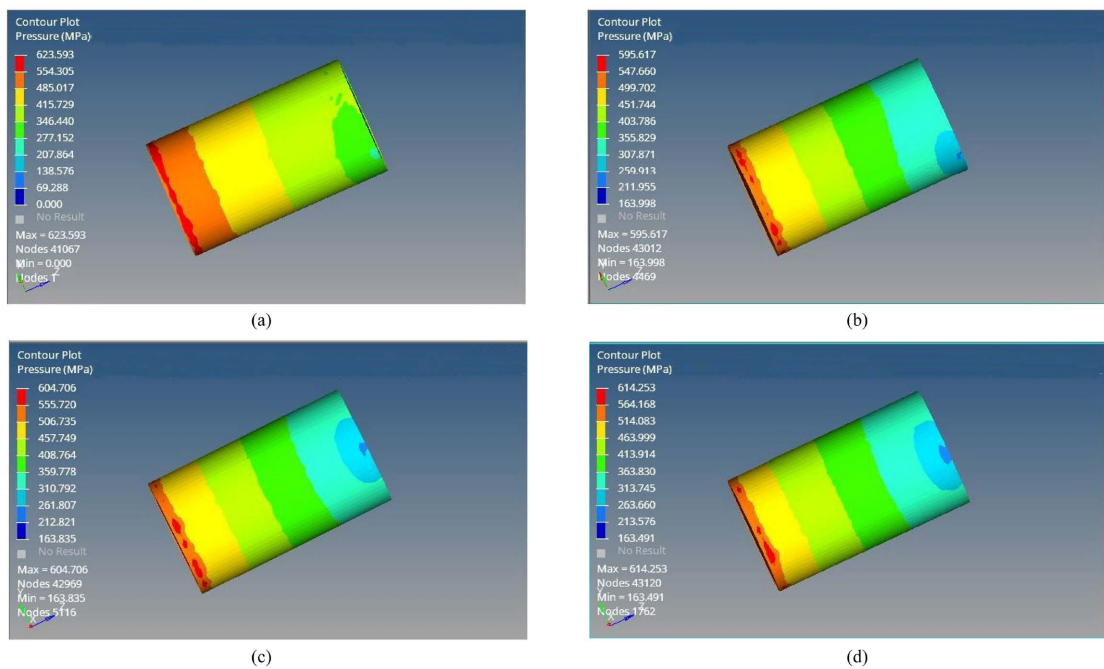 Contour Plot
Pressure (MPa)
623.593
554.305
485.017
415.729
346.440
277.152
207.864
138.576
69.288
0.000
No Result
Max = 623.593
Nodes 41067
Min = 0.000
Nodes 1
Z
(a)
Contour Plot
Pressure (MPa)
595.617
547.660
499.702
451.744
403.786
355.829
307.871
259.913
211.955
163.998
No Result
Max = 595.617
Nodes 43012
Min = 163.998
Nodes 4469
Z
(b)
Contour Plot
Pressure (MPa)
604.706
555.720
506.735
457.749
408.764
359.778
310.792
261.807
212.821
163.835
No Result
Max = 604.706
Nodes 42969
Min = 163.835
Nodes 5116
Y
X
Z
(c)
Contour Plot
Pressure (MPa)
614.253
564.168
514.083
463.999
413.914
363.830
313.745
263.660
213.576
163.491
No Result
Max = 614.253
Nodes 43120
Min = 163.491
Nodes 1762
Y
X
Z
(d)